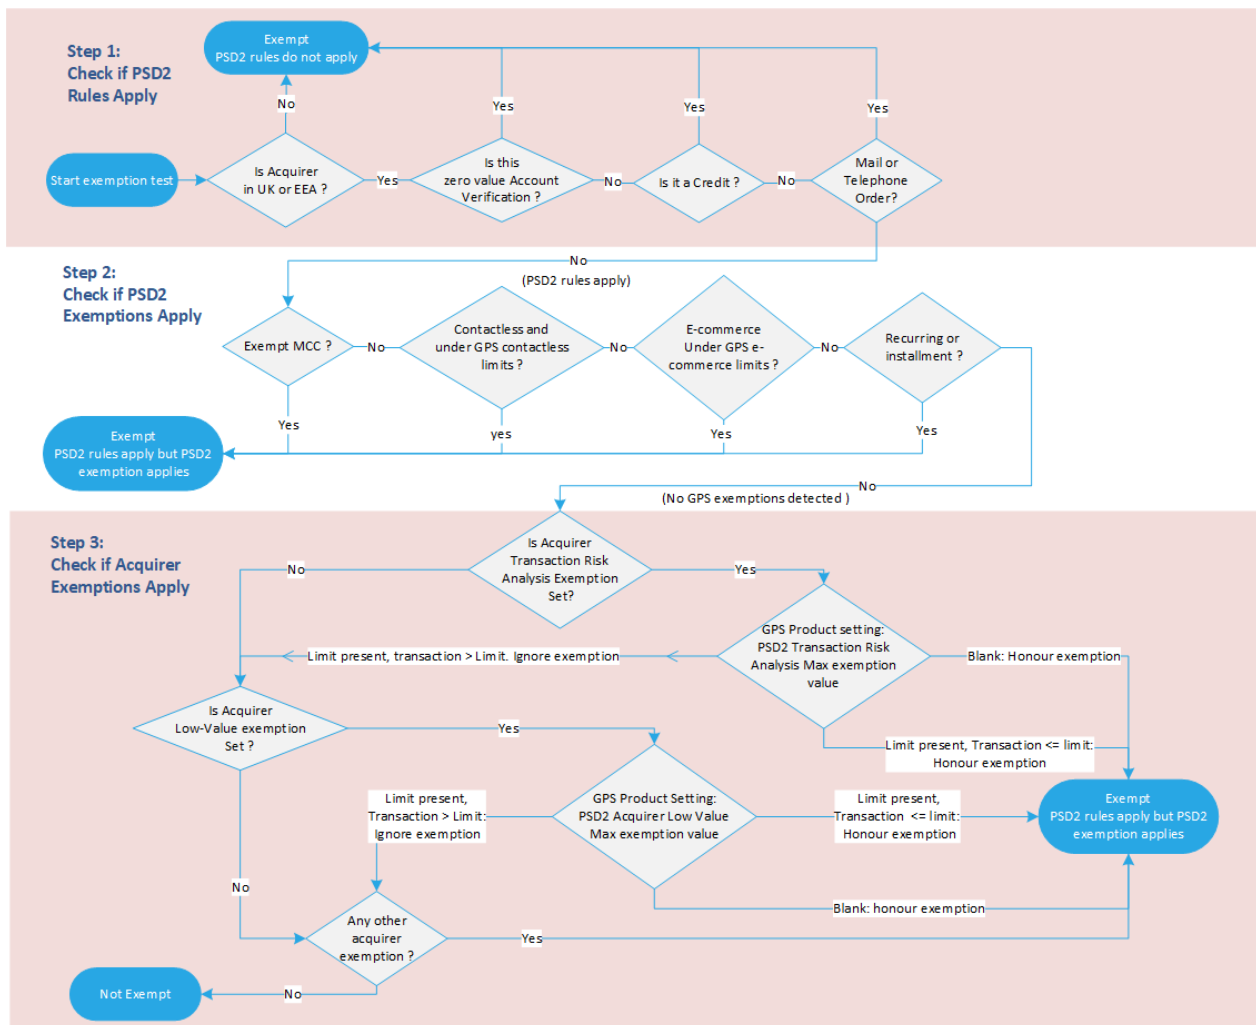 Step 1:
Check if PSD2
Rules Apply
Exempt
PSD2 rules do not apply
No
Yes
Yes
Yes
Start exemption test
Is Acquirer
in UK or EEA ?
Yes
Is this
zero value Account
Verification ?
No
Is it a Credit ?
No
Mail or
Telephone
Order?
No
(PSD2 rules apply)
Step 2:
Check if PSD2
Exemptions Apply
Exempt MCC ?
No
Contactless and
under GPS contactless
limits ?
No
E-commerce
Under GPS e-
commerce limits ?
No
Recurring or
installment ?
Yes
yes
Yes
Yes
Exempt
PSD2 rules apply but PSD2
exemption applies
No
(No GPS exemptions detected )
Step 3:
Check if Acquirer
Exemptions Apply
No
Is Acquirer
Transaction Risk
Analysis Exemption
Set?
Yes
Limit present, transaction > Limit. Ignore exemption
GPS Product setting:
PSD2 Transaction Risk
Analysis Max exemption
value
Blank: Honour exemption
Is Acquirer
Low-Value exemption
Set ?
Yes
Limit present, Transaction <= limit:
Honour exemption
Limit present,
Transaction > Limit:
Ignore exemption
GPS Product Setting:
PSD2 Acquirer Low Value
Max exemption value
Limit present,
Transaction <= limit:
Honour exemption
Exempt
PSD2 rules apply but PSD2
exemption applies
No
Blank: honour exemption
Any other
acquirer
exemption ?
Yes
Not Exempt
No